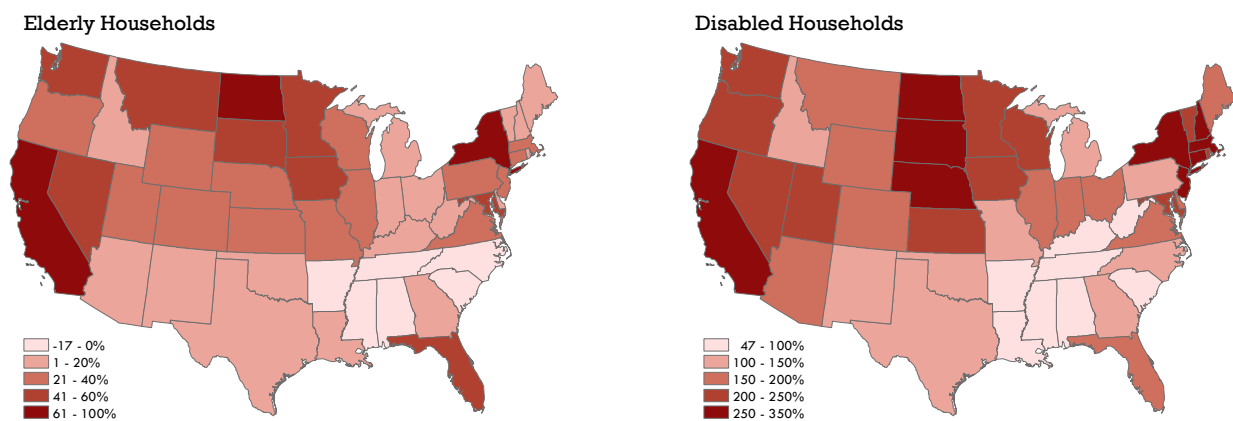 Elderly Households
-17 - 0%
1 - 20%
21 - 40%
41 - 60%
61 - 100%
Disabled Households
47 - 100%
100 - 150%
150 - 200%
200 - 250%
250 - 350%